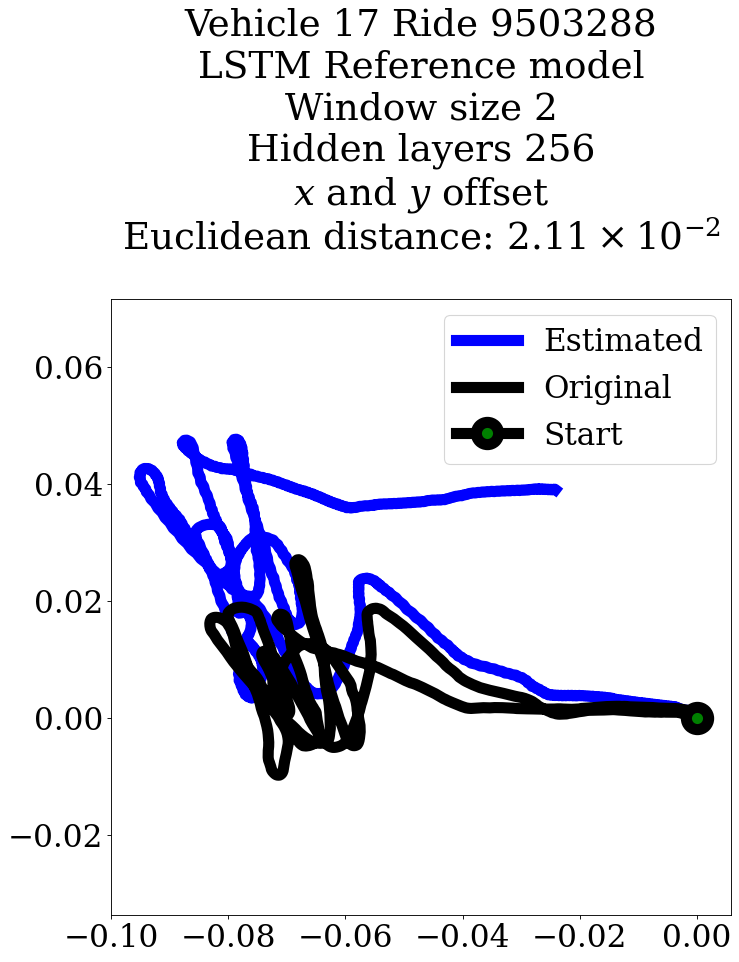 Vehicle 17 Ride 9503288
LSTM Reference model
Window size 2
Hidden layers 256
x and y offset
Euclidean distance: 2.11 × 10⁻²
Estimated
Original
Start
0.06
0.04
0.02
0.00
−0.02
−0.10 −0.08 −0.06 −0.04 −0.02 0.00